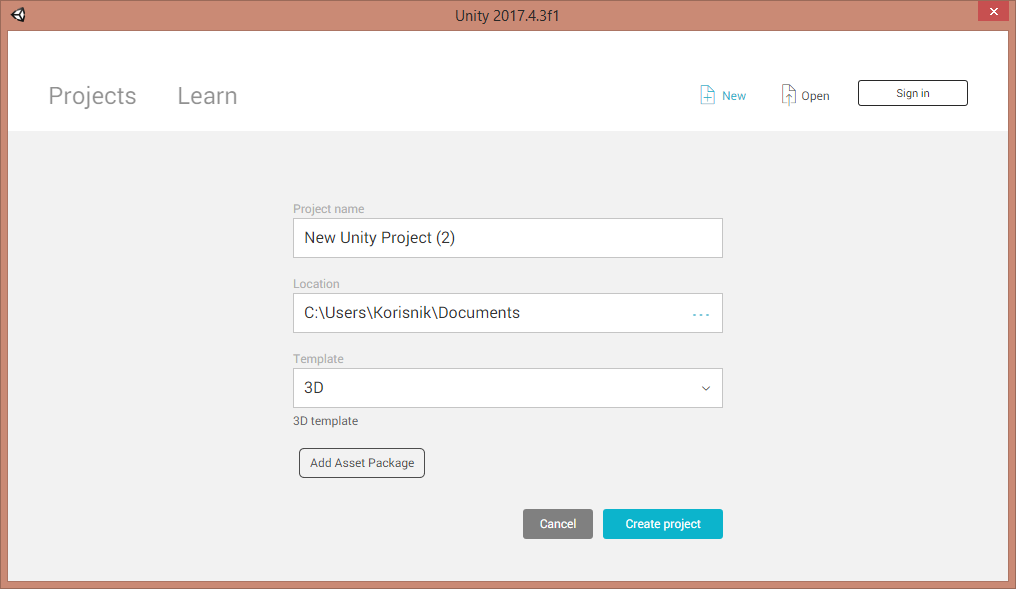 Unity 2017.4.3f1
Projects
Learn
New
Open
Sign in
Project name
New Unity Project (2)
Location
C:\Users\Korisnik\Documents
...
Template
3D
3D template
Add Asset Package
Cancel
Create project